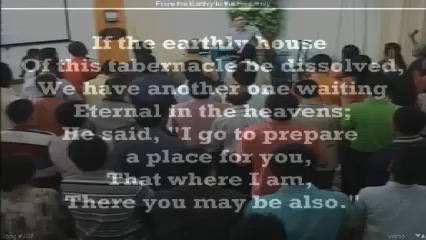 From the Earthly to the Heavenly
If the earthly house
Of this tabernacle be dissolved,
We have another one(waiting
Eternal in the heavens;
He said, "I go to prepare
a place for you,
That where I am,
There you may be also."